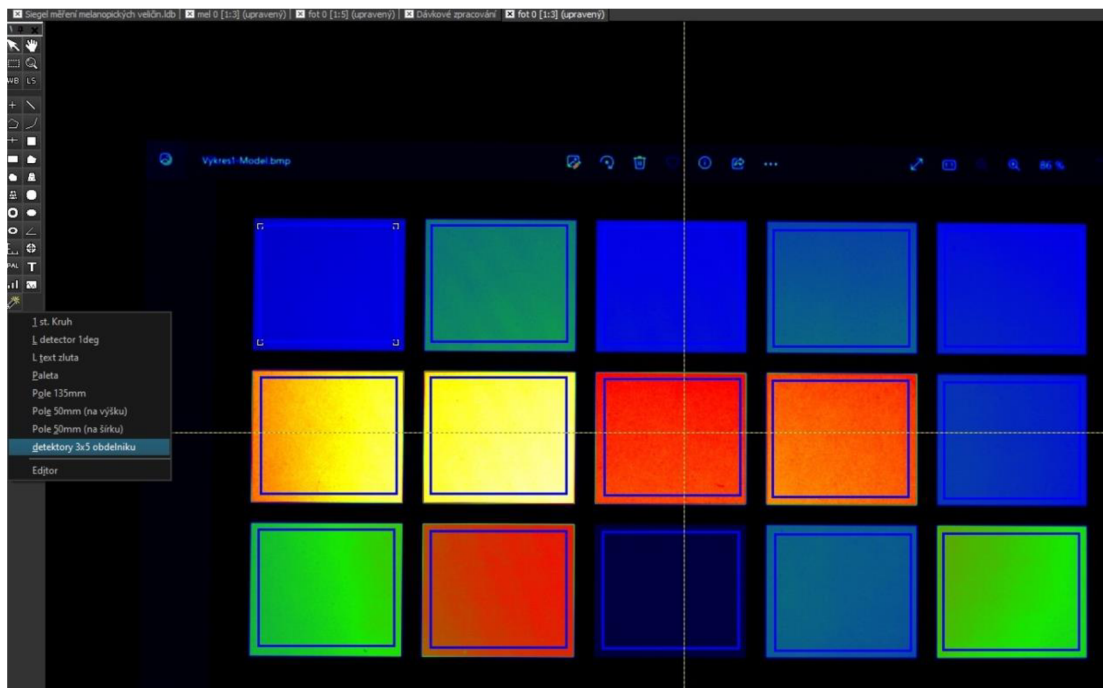 Siegel měření melanopických veličin.ldb
mel 0 [1:3] (upravený)
fot 0 [1:5] (upravený)
Dávkové zpracování
fot 0 [1:3] (upravený)
WB LS
PAL T
Vykres1-Model.bmp
86 %
1 st. Kruh
L detector 1deg
L text zluta
Paleta
Pole 135mm
Pole 50mm (na výšku)
Pole 50mm (na šírku)
detektory 3x5 obdelniku
Editor